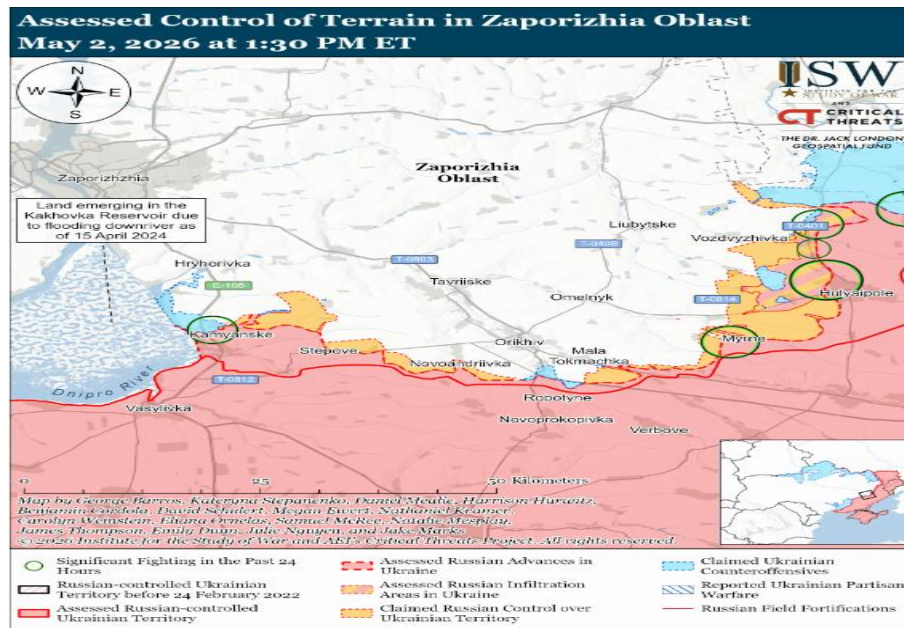 Assessed Control of Terrain in Zaporizhia Oblast
May 2, 2026 at 1:30 PM ET
N
W E
S
ISW
AND
CT CRITICAL
THREATS
THE DR. JACK LONDON
GEOSPATIAL FUND
Zaporizhzhia
Zaporizhia
Oblast
Land emerging in the
Kakhovka Reservoir due
to flooding downriver as
of 15 April 2024
Liubytske
T-0401
Vozdvyzhivka
T-0408
Hryhorivka
T-0803
E-105
Tavriiske
Omelnyk
T-0814
Hulyaipole
Kamyanske
Orikhiv
Myrne
Stepove
Mala
Tokmachka
Novoandriivka
Dnipro River
T-0812
Robotyne
Vasylivka
Novoprokopivka
Verbove
0 25 50 Kilometers
Map by George Barros, Kateryna Stepanenko, Daniel Mealie, Harrison Hurwitz,
Benjamin Cordola, David Schulert, Megan Ewert, Nathaniel Kramer,
Carolyn Weinstein, Eliana Ornelas, Samuel McRee, Natalie Mesplay,
James Thompson, Emily Dunn, Julie Nguyen, and Jake Marks
© 2026 Institute for the Study of War and AEI's Critical Threats Project. All rights reserved.
Significant Fighting in the Past 24
Hours
Russian-controlled Ukrainian
Territory before 24 February 2022
Assessed Russian-controlled
Ukrainian Territory
Assessed Russian Advances in
Ukraine
Assessed Russian Infiltration
Areas in Ukraine
Claimed Russian Control over
Ukrainian Territory
Claimed Ukrainian
Counteroffensives
Reported Ukrainian Partisan
Warfare
Russian Field Fortifications